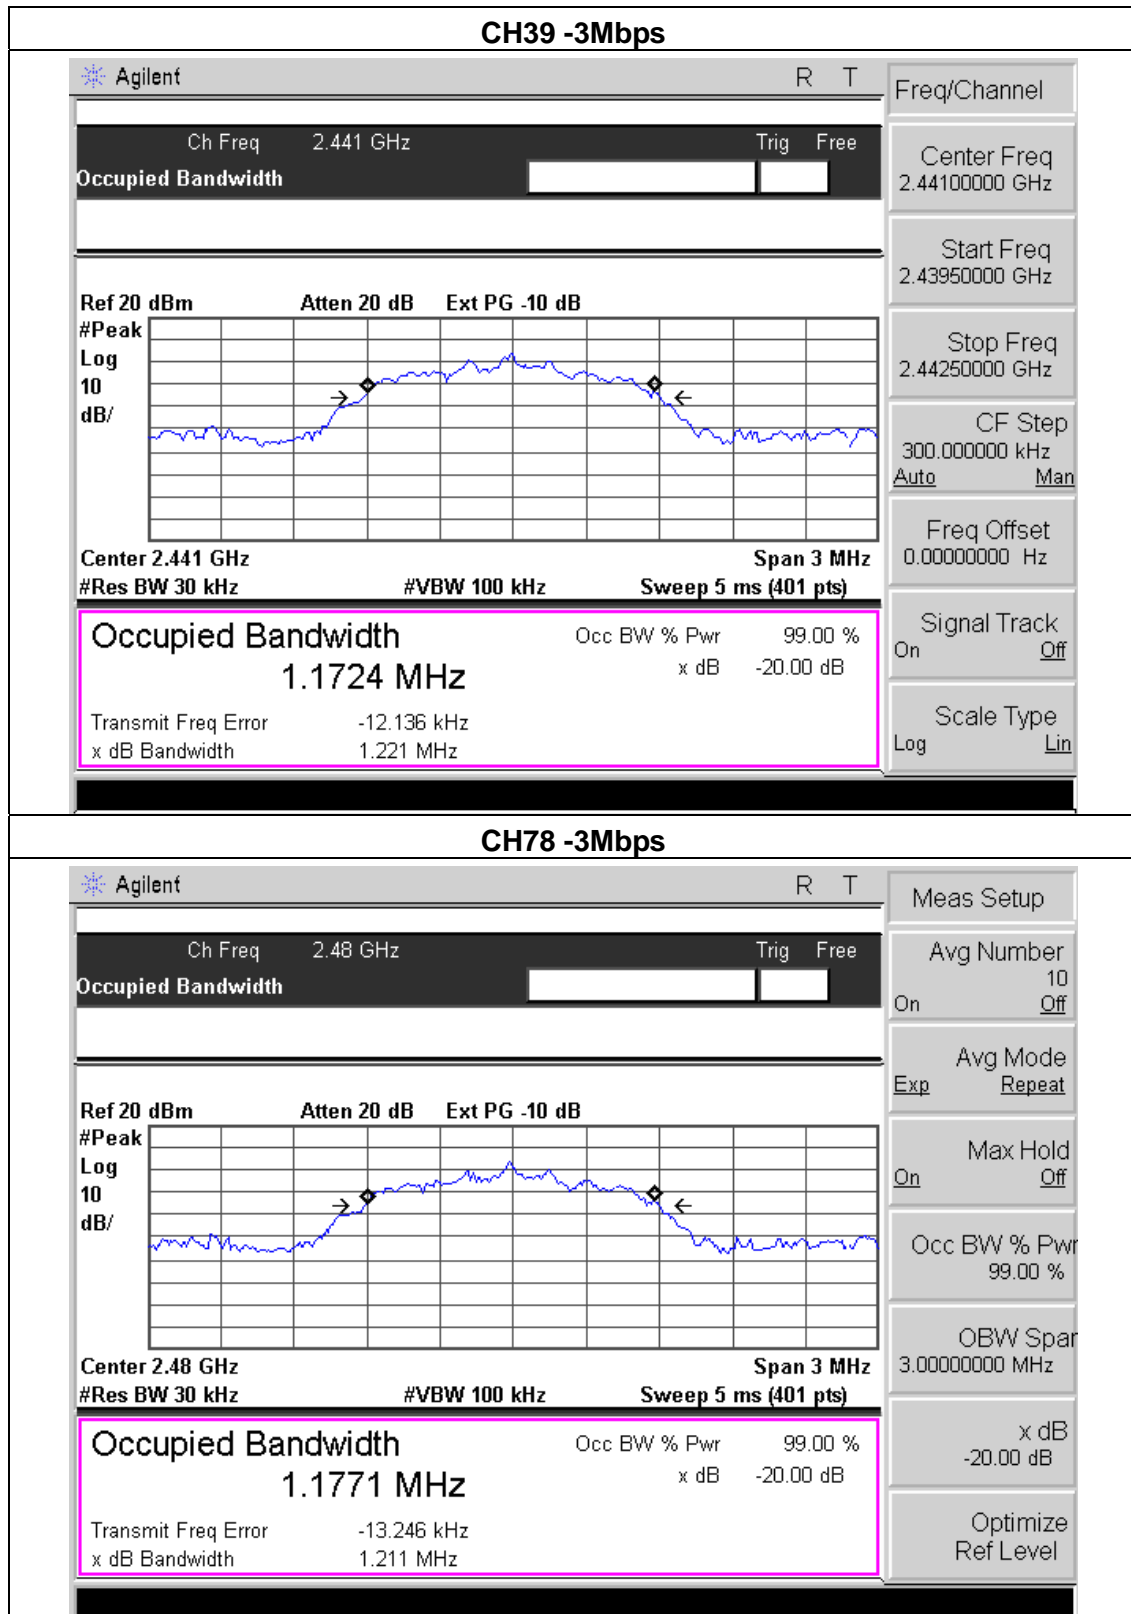 CH39 -3Mbps
Agilent R T
Freq/Channel
Ch Freq 2.441 GHz Trig Free
Occupied Bandwidth
Center Freq
2.44100000 GHz
Start Freq
2.43950000 GHz
Ref 20 dBm Atten 20 dB Ext PG -10 dB
#Peak
Log
10
dB/
Stop Freq
2.44250000 GHz
CF Step
300.000000 kHz
Auto Man
Center 2.441 GHz Span 3 MHz
#Res BW 30 kHz #VBW 100 kHz Sweep 5 ms (401 pts)
Freq Offset
0.00000000 Hz
Occupied Bandwidth Occ BW % Pwr 99.00 %
1.1724 MHz x dB -20.00 dB
Transmit Freq Error -12.136 kHz
x dB Bandwidth 1.221 MHz
Signal Track
On Off
Scale Type
Log Lin
CH78 -3Mbps
Agilent R T
Meas Setup
Ch Freq 2.48 GHz Trig Free
Occupied Bandwidth
Avg Number
10
On Off
Avg Mode
Exp Repeat
Ref 20 dBm Atten 20 dB Ext PG -10 dB
#Peak
Log
10
dB/
Max Hold
On Off
Occ BW % Pwr
99.00 %
Center 2.48 GHz Span 3 MHz
#Res BW 30 kHz #VBW 100 kHz Sweep 5 ms (401 pts)
OBW Span
3.00000000 MHz
Occupied Bandwidth Occ BW % Pwr 99.00 %
1.1771 MHz x dB -20.00 dB
Transmit Freq Error -13.246 kHz
x dB Bandwidth 1.211 MHz
x dB
-20.00 dB
Optimize
Ref Level